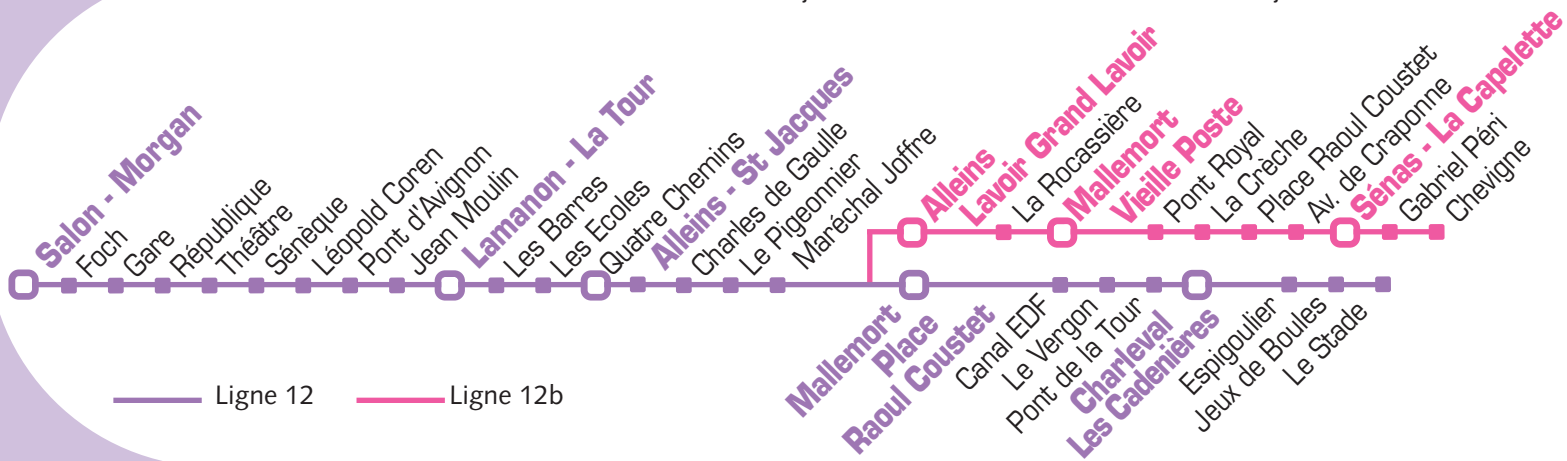 Salon - Morgan
Foch
Gare
République
Théâtre
Sénèque
Léopold Coren
Pont d'Avignon
Jean Moulin
Lamanon - La Tour
Les Barres
Les Ecoles
Quatre Chemins
Alleins - St Jacques
Charles de Gaulle
Le Pigeonnier
Maréchal Joffre
Alleins
Lavoir Grand Lavoir
La Rocassière
Mallemort
Vieille Poste
Pont Royal
La Crèche
Place Raoul Coustet
Av. de Craponne
Sénas - La Capelette
Gabriel Péri
Chevigne
Mallemort
Place
Raoul Coustet
Canal EDF
Le Vergon
Pont de la Tour
Charleval
Les Cadenières
Espigoulier
Jeux de Boules
Le Stade
Ligne 12
Ligne 12b